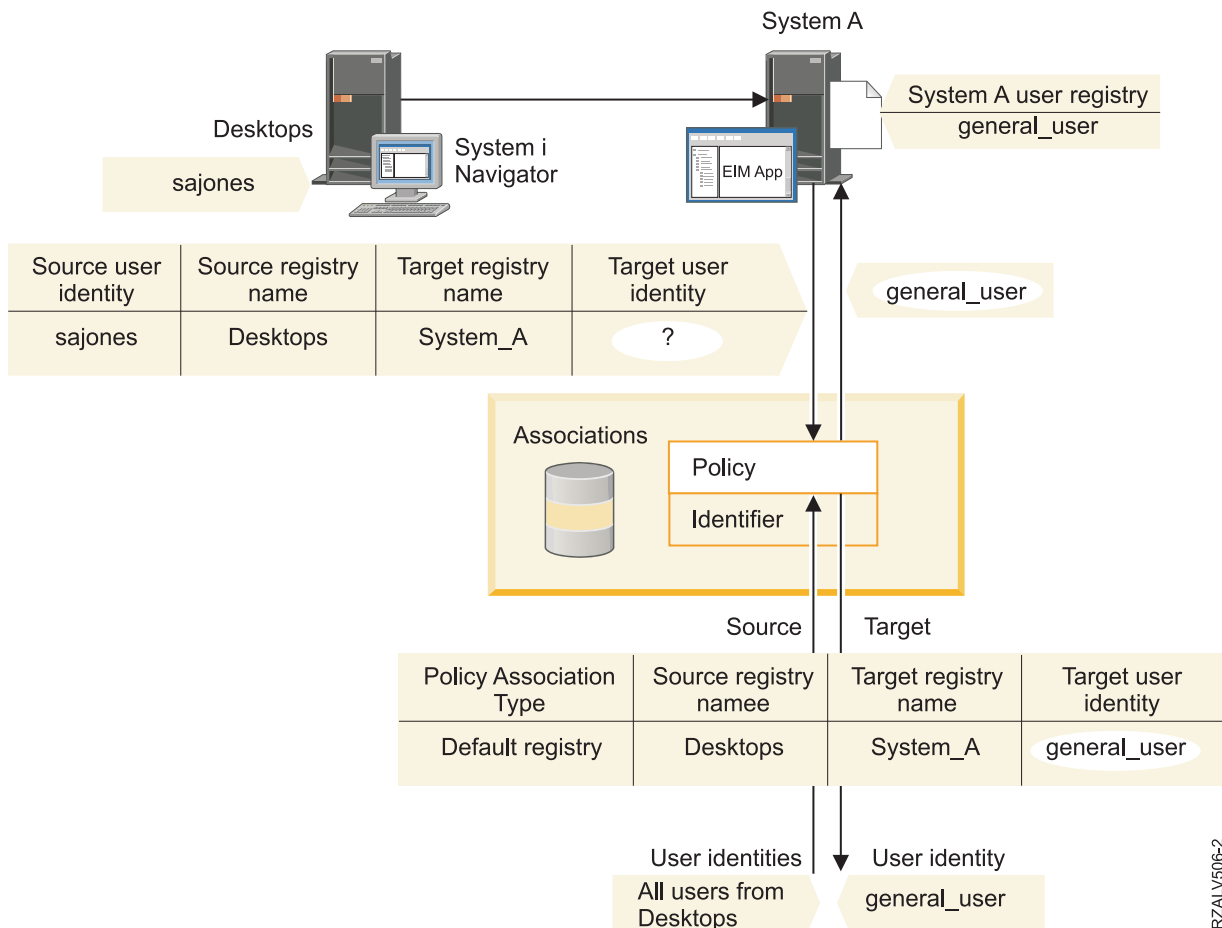 System A
Desktops
System i
Navigator
sajones
EIM App
System A user registry
general_user
Source user
identity
Source registry
name
Target registry
name
Target user
identity
sajones
Desktops
System_A
?
general_user
Associations
Policy
Identifier
Source
Target
Policy Association
Type
Source registry
namee
Target registry
name
Target user
identity
Default registry
Desktops
System_A
general_user
User identities
User identity
All users from
Desktops
general_user
RZALV506-2